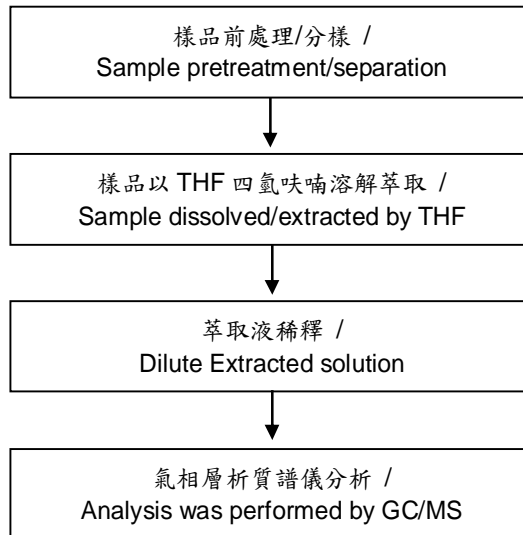 樣品前處理/分樣 /
Sample pretreatment/separation
樣品以 THF 四氫呋喃溶解萃取 /
Sample dissolved/extracted by THF
萃取液稀釋 /
Dilute Extracted solution
氣相層析質譜儀分析 /
Analysis was performed by GC/MS